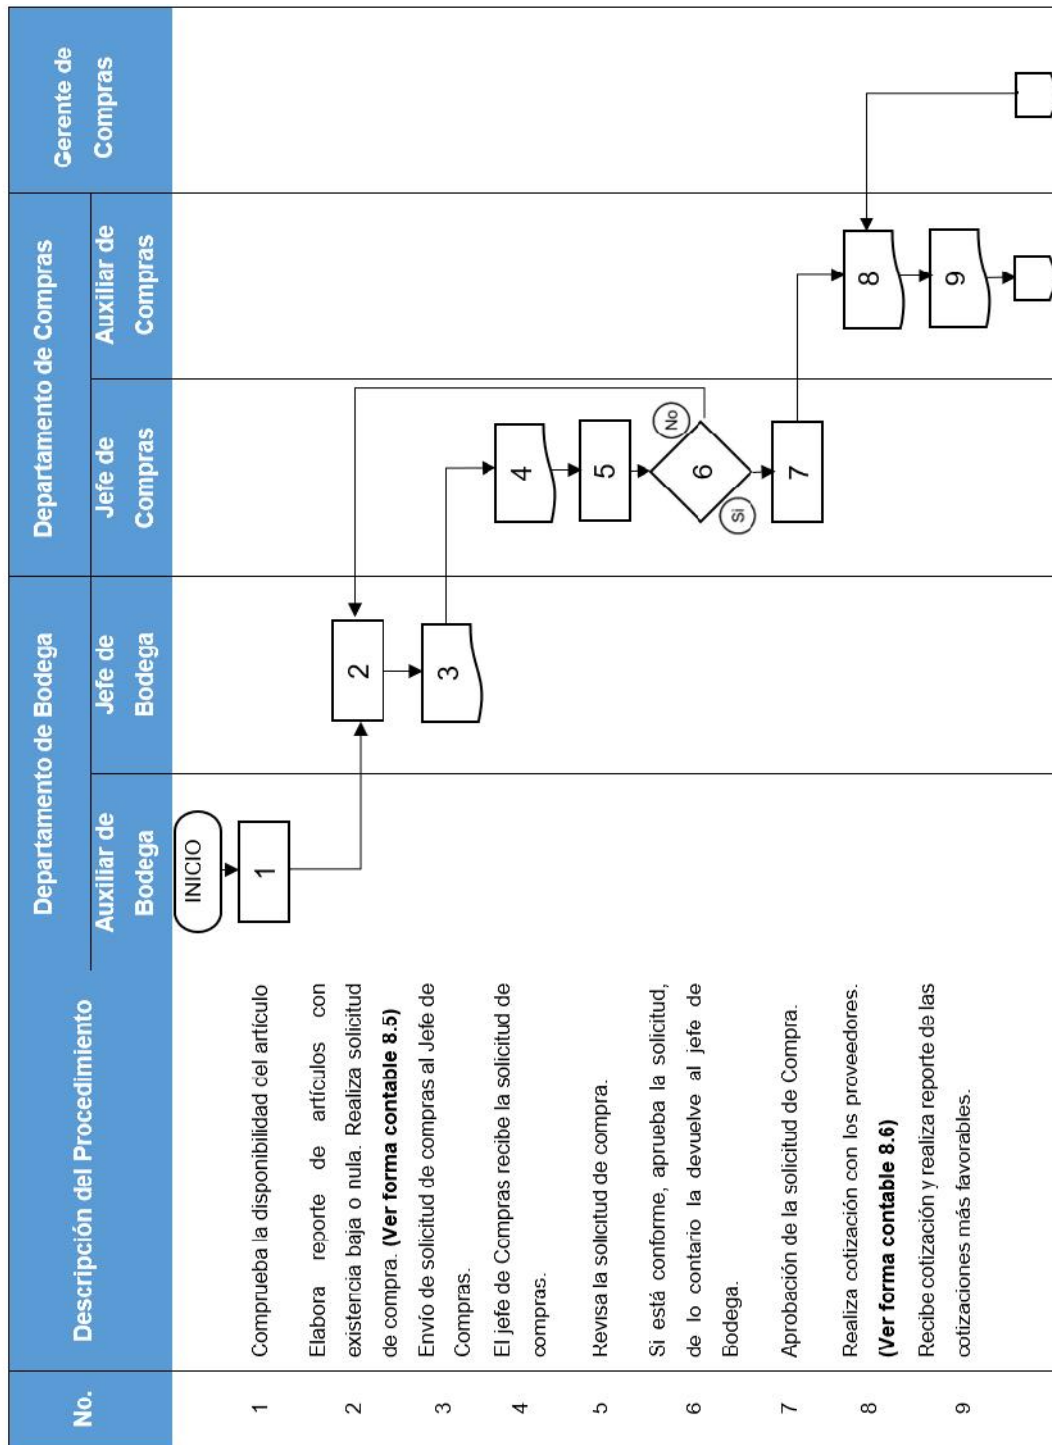 No.
Descripción del Procedimiento
Departamento de Bodega
Departamento de Compras
Gerente de
Compras
Auxiliar de
Bodega
Jefe de
Bodega
Jefe de
Compras
Auxiliar de
Compras
INICIO
1
Comprueba la disponibilidad del artículo
1
2
Elabora reporte de artículos con
existencia baja o nula. Realiza solicitud
de compra. (Ver forma contable 8.5)
2
3
Envío de solicitud de compras al Jefe de
Compras.
3
4
El jefe de Compras recibe la solicitud de
compras.
4
5
Revisa la solicitud de compra.
5
6
Si está conforme, aprueba la solicitud,
de lo contario la devuelve al jefe de
Bodega.
6
Si
No
7
Aprobación de la solicitud de Compra.
7
8
Realiza cotización con los proveedores.
(Ver forma contable 8.6)
8
9
Recibe cotización y realiza reporte de las
cotizaciones más favorables.
9